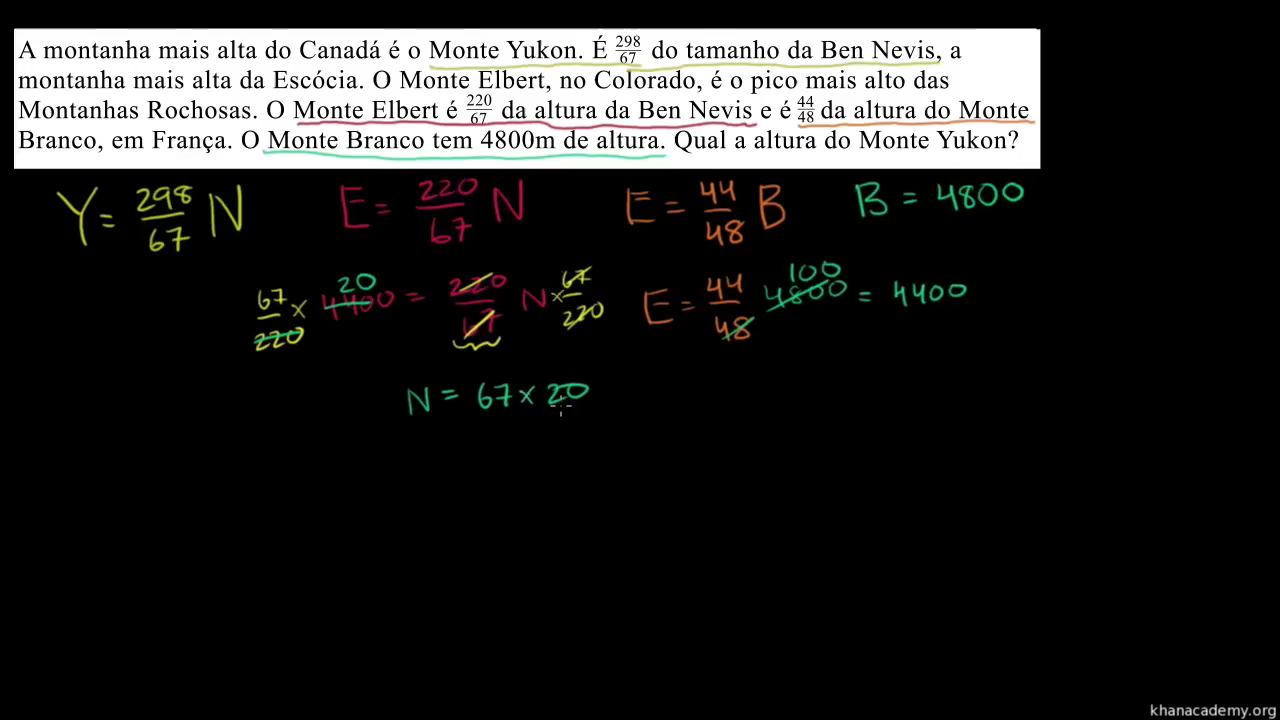 A montanha mais alta do Canadá é o Monte Yukon. É 298/67 do tamanho da Ben Nevis, a
montanha mais alta da Escócia. O Monte Elbert, no Colorado, é o pico mais alto das
Montanhas Rochosas. O Monte Elbert é 220/67 da altura da Ben Nevis e é 44/48 da altura do Monte
Branco, em França. O Monte Branco tem 4800m de altura. Qual a altura do Monte Yukon?
Y = 298/67 N E = 220/67 N E = 44/48 B B = 4800
20 100
67/220 × 4400 = 220/67 N × 67/220 E = 44/48 4800 = 4400
N = 67 × 20
khanacademy.org